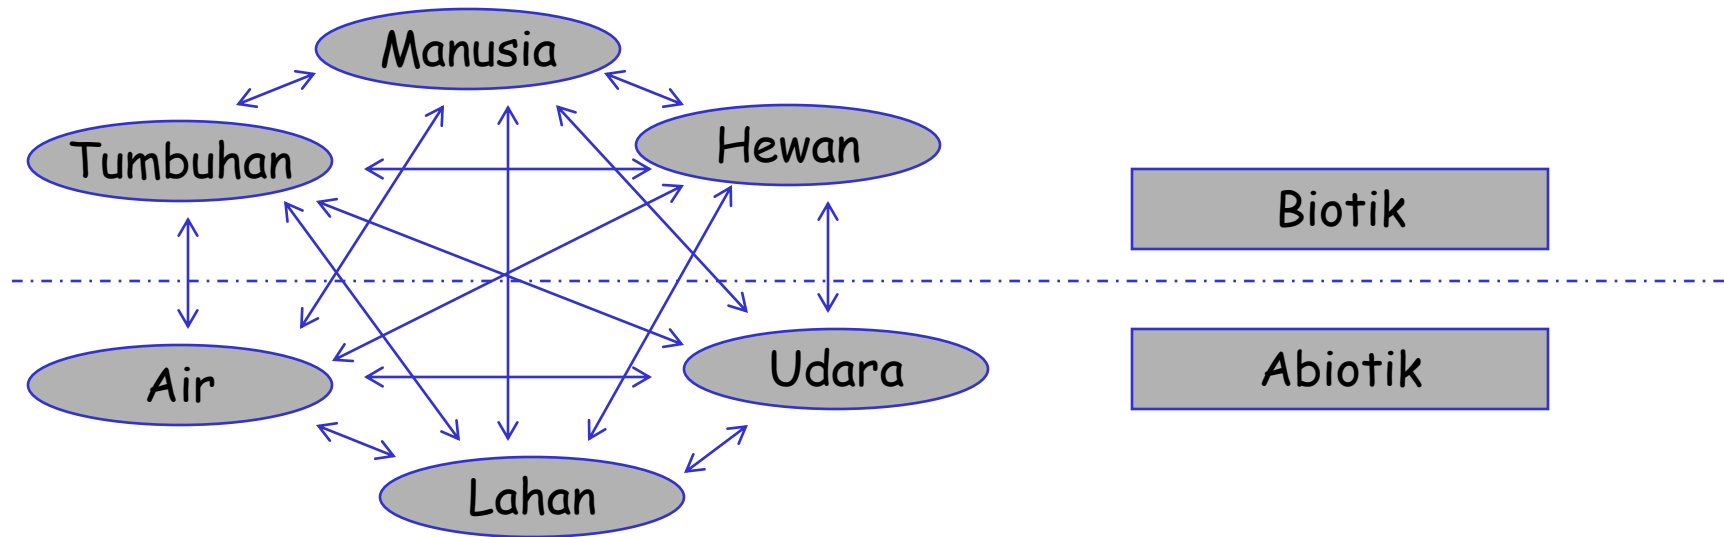 Manusia
Tumbuhan
Hewan
Biotik
Air
Udara
Abiotik
Lahan